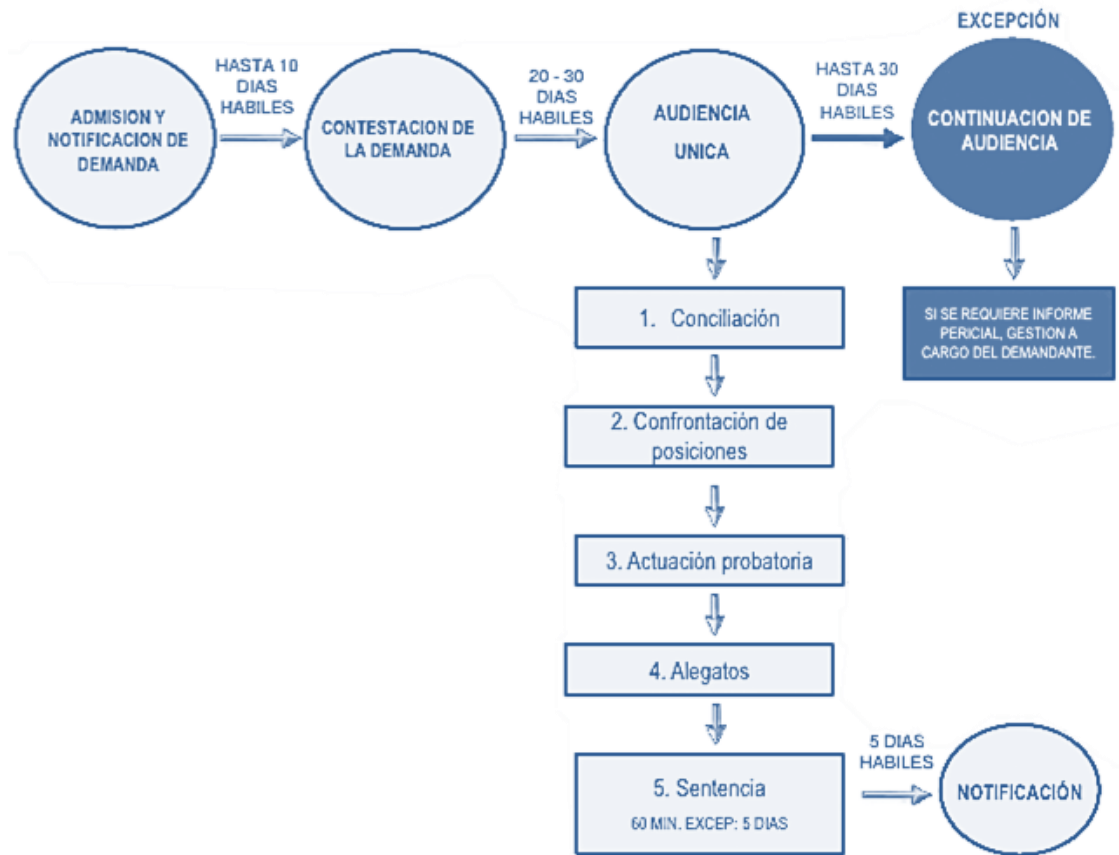 EXCEPCIÓN
ADMISION Y
NOTIFICACION DE
DEMANDA
HASTA 10
DIAS
HABILES
CONTESTACION DE
LA DEMANDA
20 - 30
DIAS
HABILES
AUDIENCIA
UNICA
HASTA 30
DIAS
HABILES
CONTINUACION DE
AUDIENCIA
SI SE REQUIERE INFORME
PERICIAL, GESTION A
CARGO DEL DEMANDANTE.
1. Conciliación
2. Confrontación de
posiciones
3. Actuación probatoria
4. Alegatos
5. Sentencia
60 MIN. EXCEP: 5 DIAS
5 DIAS
HABILES
NOTIFICACIÓN